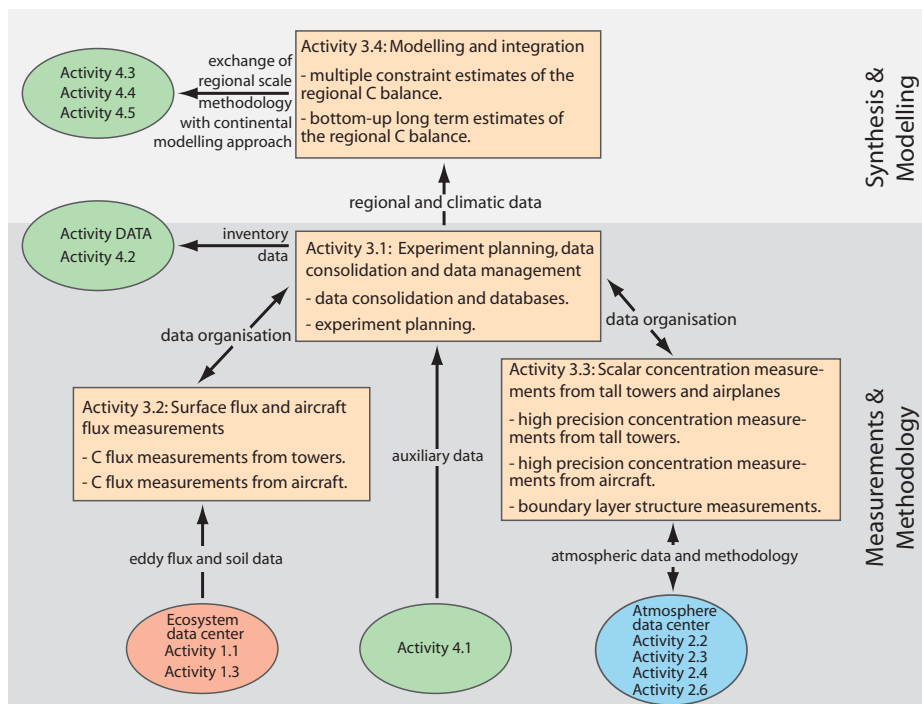 Activity 4.3
Activity 4.4
Activity 4.5
exchange of
regional scale
methodology
with continental
modelling approach
Activity 3.4: Modelling and integration
- multiple constraint estimates of the
regional C balance.
- bottom-up long term estimates of
the regional C balance.
Synthesis &
Modelling
regional and climatic data
Activity DATA
Activity 4.2
inventory
data
Activity 3.1: Experiment planning, data
consolidation and data management
- data consolidation and databases.
- experiment planning.
data organisation
data organisation
Activity 3.2: Surface flux and aircraft
flux measurements
- C flux measurements from towers.
- C flux measurements from aircraft.
auxiliary data
Activity 3.3: Scalar concentration measure-
ments from tall towers and airplanes
- high precision concentration measure-
ments from tall towers.
- high precision concentration measure-
ments from aircraft.
- boundary layer structure measurements.
Measurements &
Methodology
eddy flux and soil data
atmospheric data and methodology
Ecosystem
data center
Activity 1.1
Activity 1.3
Activity 4.1
Atmosphere
data center
Activity 2.2
Activity 2.3
Activity 2.4
Activity 2.6